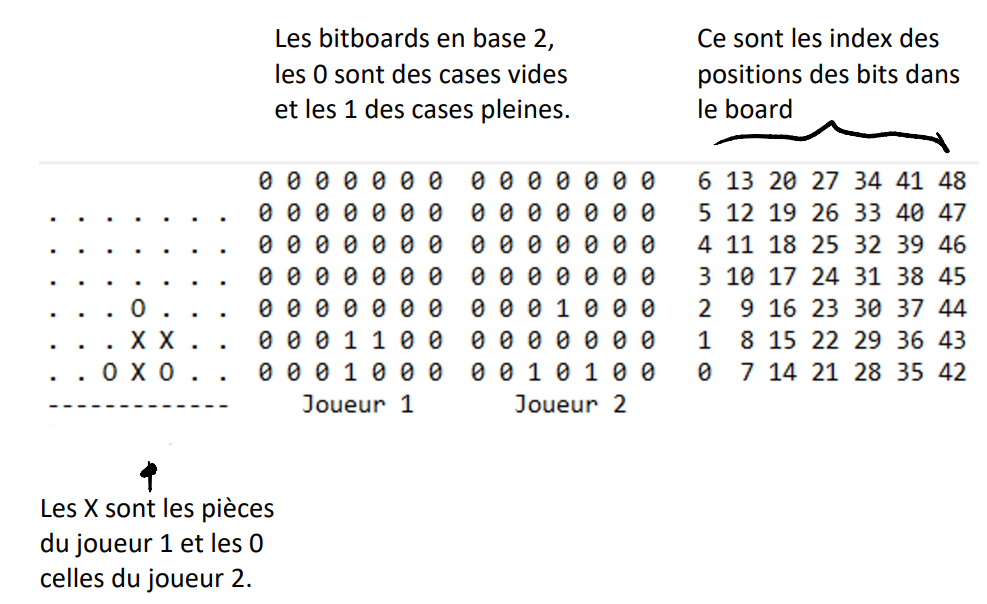 Les bitboards en base 2,
les 0 sont des cases vides
et les 1 des cases pleines.
Ce sont les index des
positions des bits dans
le board
0 0 0 0 0 0 0 0 0 0 0 0 0 0 6 13 20 27 34 41 48
. . . . . . . 0 0 0 0 0 0 0 0 0 0 0 0 0 0 5 12 19 26 33 40 47
. . . . . . . 0 0 0 0 0 0 0 0 0 0 0 0 0 0 4 11 18 25 32 39 46
. . . . . . . 0 0 0 0 0 0 0 0 0 0 0 0 0 0 3 10 17 24 31 38 45
. . . O . . . 0 0 0 0 0 0 0 0 0 0 1 0 0 0 2 9 16 23 30 37 44
. . . X X . . 0 0 0 1 1 0 0 0 0 0 0 0 0 0 1 8 15 22 29 36 43
. . O X O . . 0 0 0 1 0 0 0 0 0 1 0 1 0 0 0 7 14 21 28 35 42
------------- Joueur 1 Joueur 2
Les X sont les pièces
du joueur 1 et les 0
celles du joueur 2.